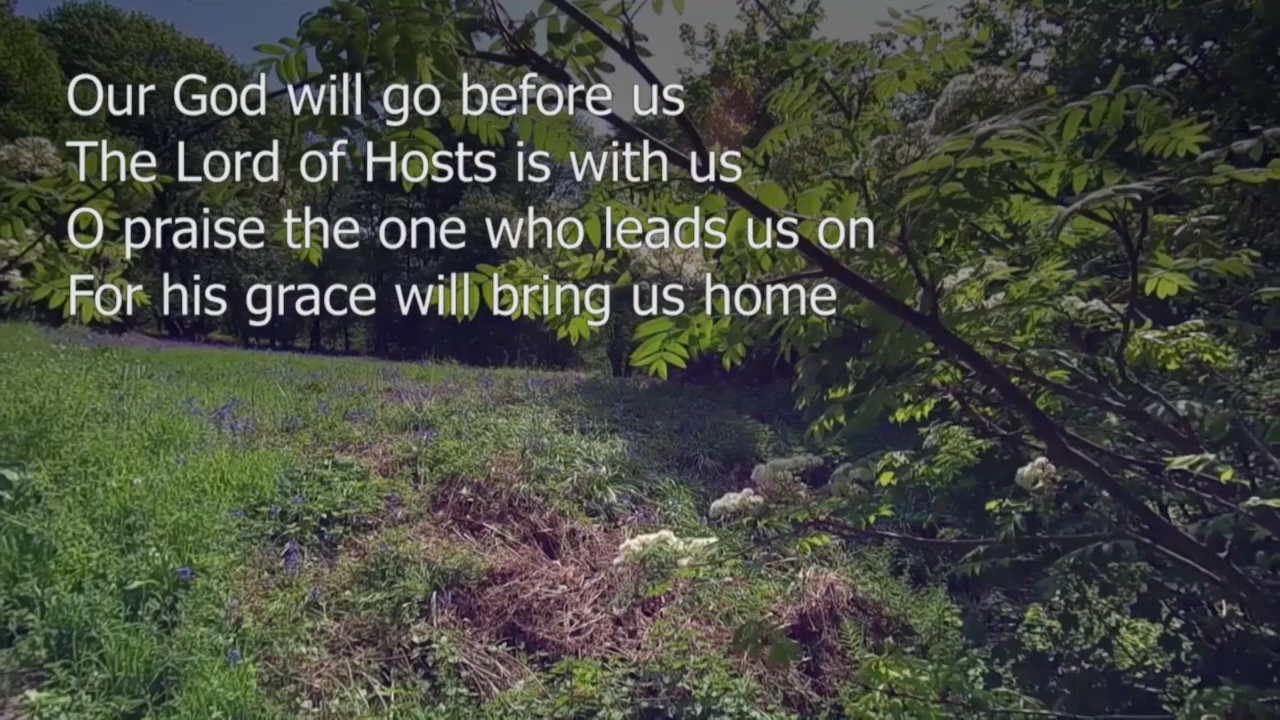 Our God will go before us
The Lord of Hosts is with us
O praise the one who leads us on
For his grace will bring us home